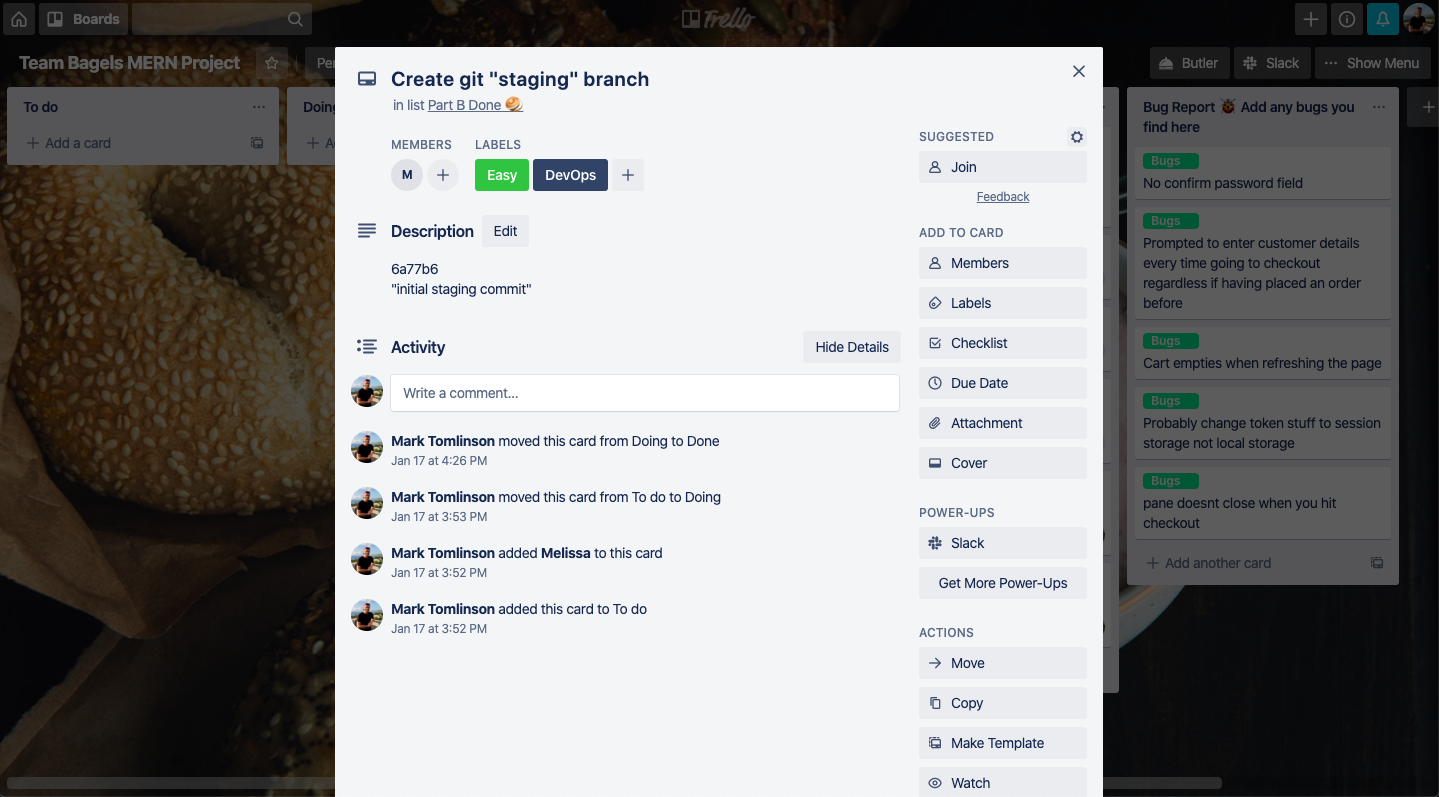 Boards
Trello
Team Bagels MERN Project
Butler
Slack
Show Menu
To do
Add a card
Doing
Create git "staging" branch
in list Part B Done 🥯
MEMBERS
LABELS
M
Easy
DevOps
Description
Edit
6a77b6
"initial staging commit"
Activity
Hide Details
Write a comment...
Mark Tomlinson moved this card from Doing to Done
Jan 17 at 4:26 PM
Mark Tomlinson moved this card from To do to Doing
Jan 17 at 3:53 PM
Mark Tomlinson added Melissa to this card
Jan 17 at 3:52 PM
Mark Tomlinson added this card to To do
Jan 17 at 3:52 PM
SUGGESTED
Join
Feedback
ADD TO CARD
Members
Labels
Checklist
Due Date
Attachment
Cover
POWER-UPS
Slack
Get More Power-Ups
ACTIONS
Move
Copy
Make Template
Watch
Bug Report 🐞 Add any bugs you
find here
Bugs
No confirm password field
Bugs
Prompted to enter customer details
every time going to checkout
regardless if having placed an order
before
Bugs
Cart empties when refreshing the page
Bugs
Probably change token stuff to session
storage not local storage
Bugs
pane doesnt close when you hit
checkout
Add another card